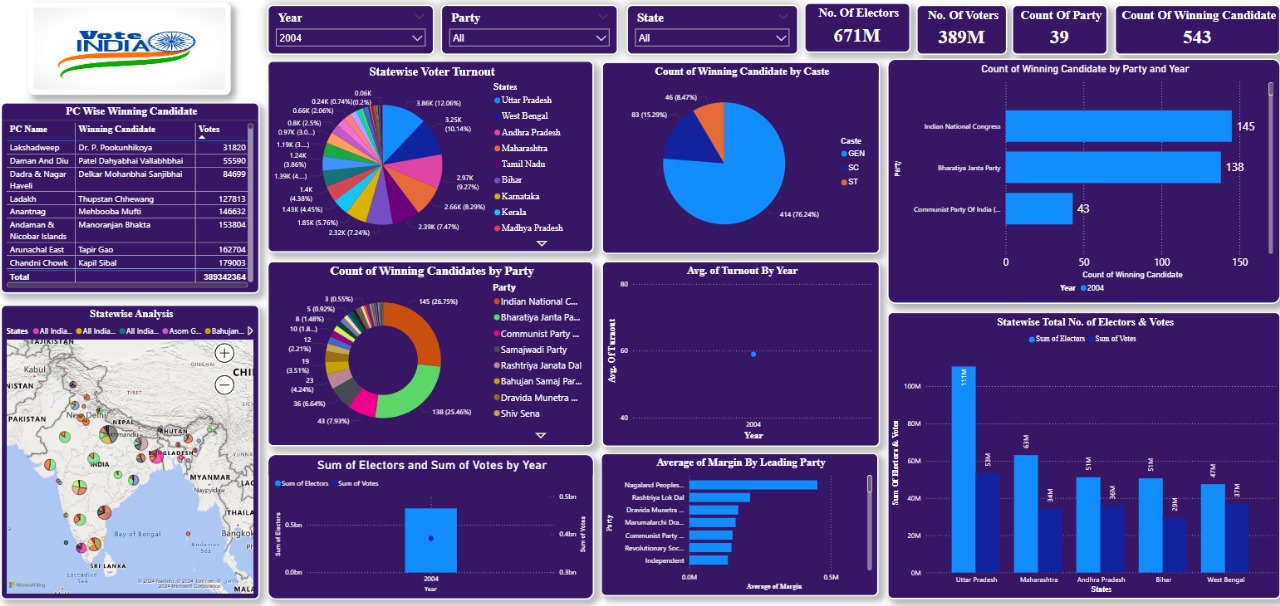 Vote
INDIA
Year
2004
Party
All
State
All
No. Of Electors
671M
No. Of Voters
389M
Count Of Party
39
Count Of Winning Candidate
543
PC Wise Winning Candidate
PC Name Winning Candidate Votes
Lakshadweep Dr. P. Pookunhikoya 31820
Daman And Diu Patel Dahyabhai Vallabhbhai 55590
Dadra & Nagar Haveli Delkar Mohanbhai Sanjibhai 84699
Ladakh Thupstan Chhewang 127813
Anantnag Mehbooba Mufti 146632
Andaman & Nicobar Islands Manoranjan Bhakta 153804
Arunachal East Tapir Gao 162704
Chandni Chowk Kapil Sibal 179003
Total 389342364
Statewise Analysis
States All India... All India... All India... Asom G... Bahujan...
TAJIKISTAN
Kabul
PAKISTAN
New Delhi
NEPAL
TIBET
QINGHAI
BHUTAN
BANGLADESH
INDIA
MYANMAR
Naypyidaw
THAILA
Bangkok
Bay of Bengal
Andaman Sea
SRI LANKA
Laccadive Sea
MALA
Statewise Voter Turnout
3.86K (12.06%)
3.25K (10.14%)
2.97K (9.27%)
2.66K (8.29%)
2.39K (7.47%)
2.32K (7.24%)
1.85K (5.76%)
1.43K (4.45%)
1.4K (4.38%)
1.39K (4....)
1.24K (3.86%)
1.19K (3....)
0.97K (3.0...)
0.8K (2.5%)
0.66K (2.06%)
0.24K (0.74%)
0.06K (0.2%)
States
Uttar Pradesh
West Bengal
Andhra Pradesh
Maharashtra
Tamil Nadu
Bihar
Karnataka
Kerala
Madhya Pradesh
Count of Winning Candidate by Caste
46 (8.47%)
83 (15.29%)
414 (76.24%)
Caste
GEN
SC
ST
Count of Winning Candidate by Party and Year
Party
Indian National Congress 145
Bharatiya Janta Party 138
Communist Party Of India (... 43
0 50 100 150
Count of Winning Candidate
Year 2004
Count of Winning Candidates by Party
3 (0.55%)
5 (0.92%)
8 (1.48%)
10 (1.8...)
12 (2.21%)
19 (3.51%)
23 (4.24%)
36 (6.64%)
43 (7.93%)
138 (25.46%)
145 (26.75%)
Party
Indian National C...
Bharatiya Janta Pa...
Communist Party ...
Samajwadi Party
Rashtriya Janata Dal
Bahujan Samaj Par...
Dravida Munetra ...
Shiv Sena
Avg. of Turnout By Year
Avg. Of Turnout
80
60
40
2004
Year
Statewise Total No. of Electors & Votes
Sum of Electors Sum of Votes
Sum Of Electors & Votes
100M
80M
60M
40M
20M
0M
111M 53M
63M 34M
51M 36M
51M 29M
47M 37M
Uttar Pradesh Maharashtra Andhra Pradesh Bihar West Bengal
States
Sum of Electors and Sum of Votes by Year
Sum of Electors Sum of Votes
Sum of Electors
0.5bn
0.0bn
0.5bn
0.4bn
0.3bn
Sum of Votes
2004
Year
Average of Margin By Leading Party
Party
Nagaland Peoples...
Rashtriya Lok Dal
Dravida Munetra ...
Marumalarchi Dra...
Communist Party ...
Revolutionary Soc...
Independent
0.0M 0.5M
Average of Margin